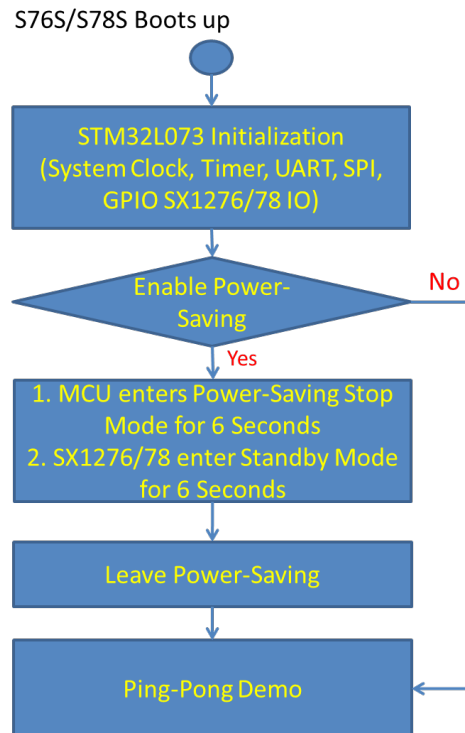 S76S/S78S Boots up
STM32L073 Initialization
(System Clock, Timer, UART, SPI,
GPIO SX1276/78 IO)
Enable Power-
Saving
No
Yes
1. MCU enters Power-Saving Stop
Mode for 6 Seconds
2. SX1276/78 enter Standby Mode
for 6 Seconds
Leave Power-Saving
Ping-Pong Demo